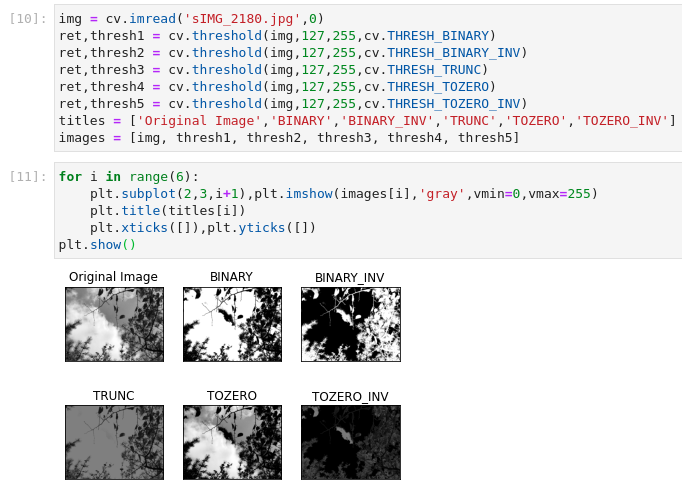 [10]: img = cv.imread('sIMG_2180.jpg',0)
ret,thresh1 = cv.threshold(img,127,255,cv.THRESH_BINARY)
ret,thresh2 = cv.threshold(img,127,255,cv.THRESH_BINARY_INV)
ret,thresh3 = cv.threshold(img,127,255,cv.THRESH_TRUNC)
ret,thresh4 = cv.threshold(img,127,255,cv.THRESH_TOZERO)
ret,thresh5 = cv.threshold(img,127,255,cv.THRESH_TOZERO_INV)
titles = ['Original Image','BINARY','BINARY_INV','TRUNC','TOZERO','TOZERO_INV']
images = [img, thresh1, thresh2, thresh3, thresh4, thresh5]
[11]: for i in range(6):
    plt.subplot(2,3,i+1),plt.imshow(images[i],'gray',vmin=0,vmax=255)
    plt.title(titles[i])
    plt.xticks([]),plt.yticks([])
plt.show()
Original Image BINARY BINARY_INV
TRUNC TOZERO TOZERO_INV